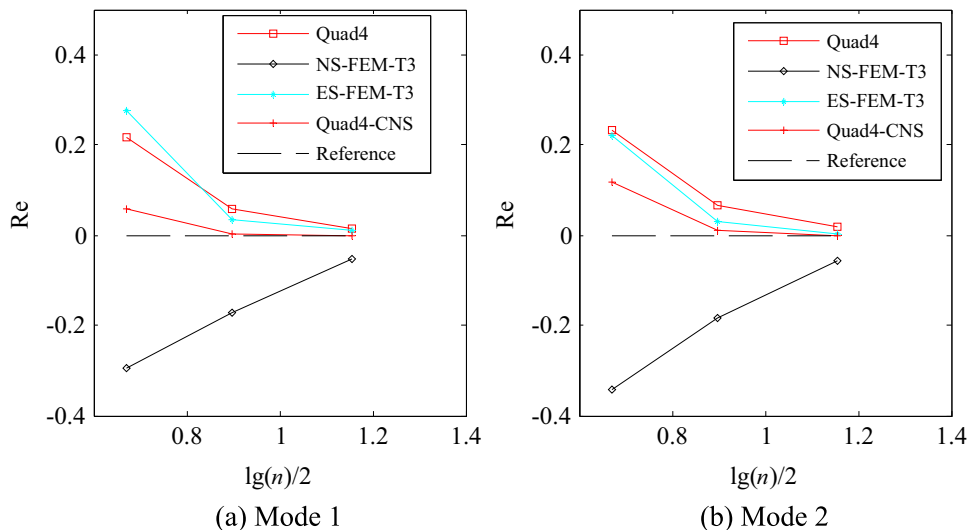 0.4
0.2
0
-0.2
-0.4
Re
0.8
1
1.2
1.4
lg(n)/2
Quad4
NS-FEM-T3
ES-FEM-T3
Quad4-CNS
Reference
(a) Mode 1
0.4
0.2
0
-0.2
-0.4
Re
0.8
1
1.2
1.4
lg(n)/2
Quad4
NS-FEM-T3
ES-FEM-T3
Quad4-CNS
Reference
(b) Mode 2